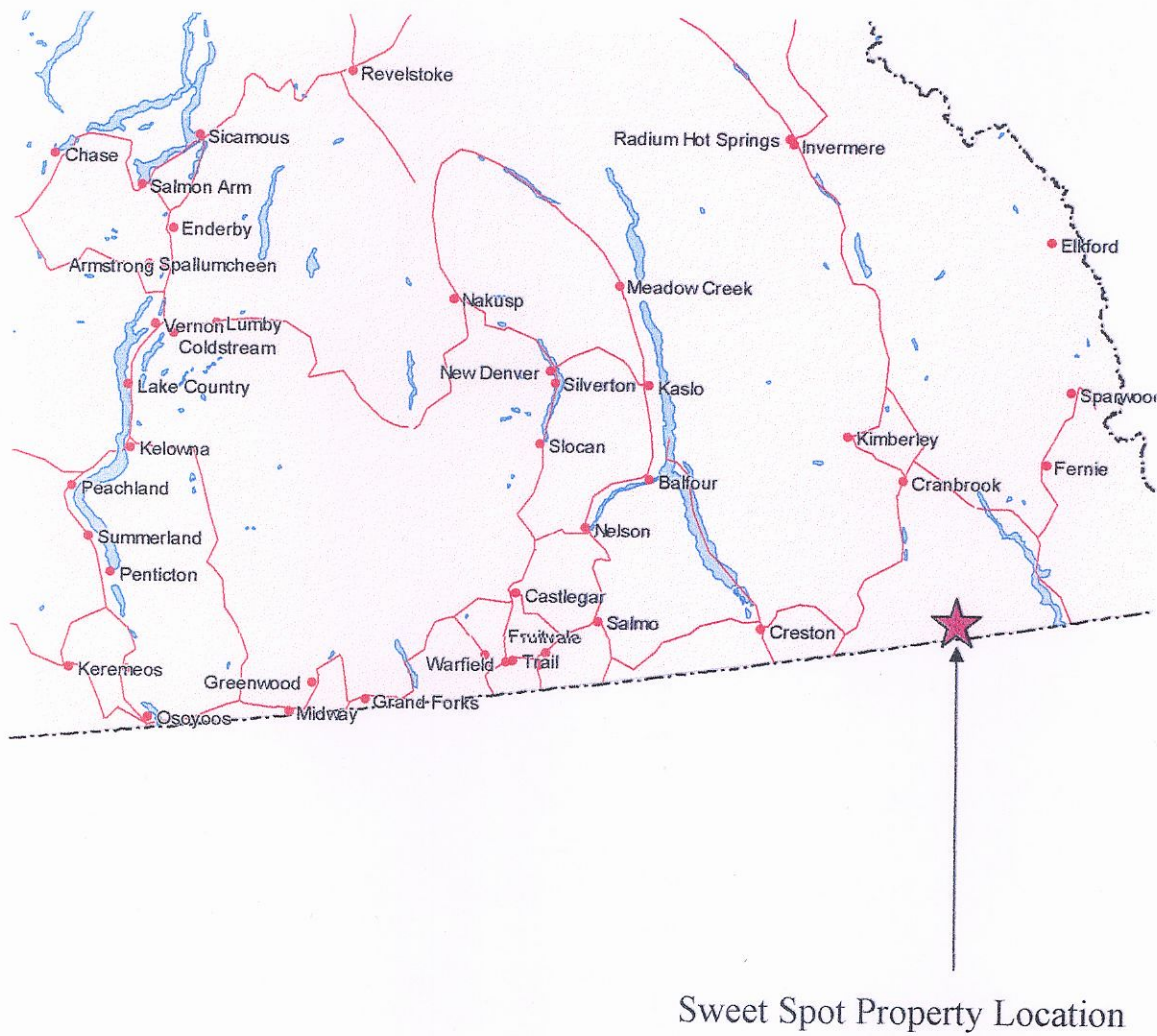 Revelstoke
Sicamous
Chase
Radium Hot Springs
Invermere
Salmon Arm
Enderby
Elkford
Armstrong
Spallumcheen
Meadow Creek
Nakusp
Vernon
Lumby
Coldstream
New Denver
Silverton
Kaslo
Lake Country
Sparwood
Kimberley
Slocan
Kelowna
Fernie
Balfour
Cranbrook
Peachland
Nelson
Summerland
Penticton
Castlegar
Salmo
Creston
Fruitvale
Warfield
Trail
Keremeos
Greenwood
Grand Forks
Midway
Osoyoos
Sweet Spot Property Location